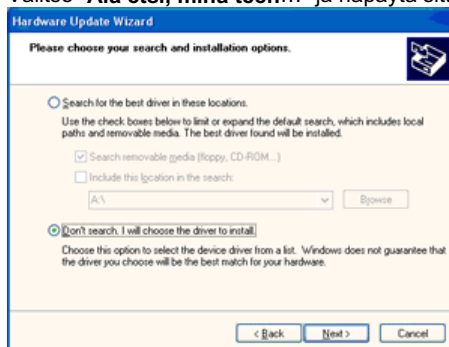 Hardware Update Wizard
Please choose your search and installation options.
Search for the best driver in these locations.
Use the check boxes below to limit or expand the default search, which includes local
paths and removable media. The best driver found will be installed.
Search removable media (floppy, CD-ROM...)
Include this location in the search:
A:\
Browse
Don't search. I will choose the driver to install.
Choose this option to select the device driver from a list. Windows does not guarantee that
the driver you choose will be the best match for your hardware.
< Back
Next >
Cancel